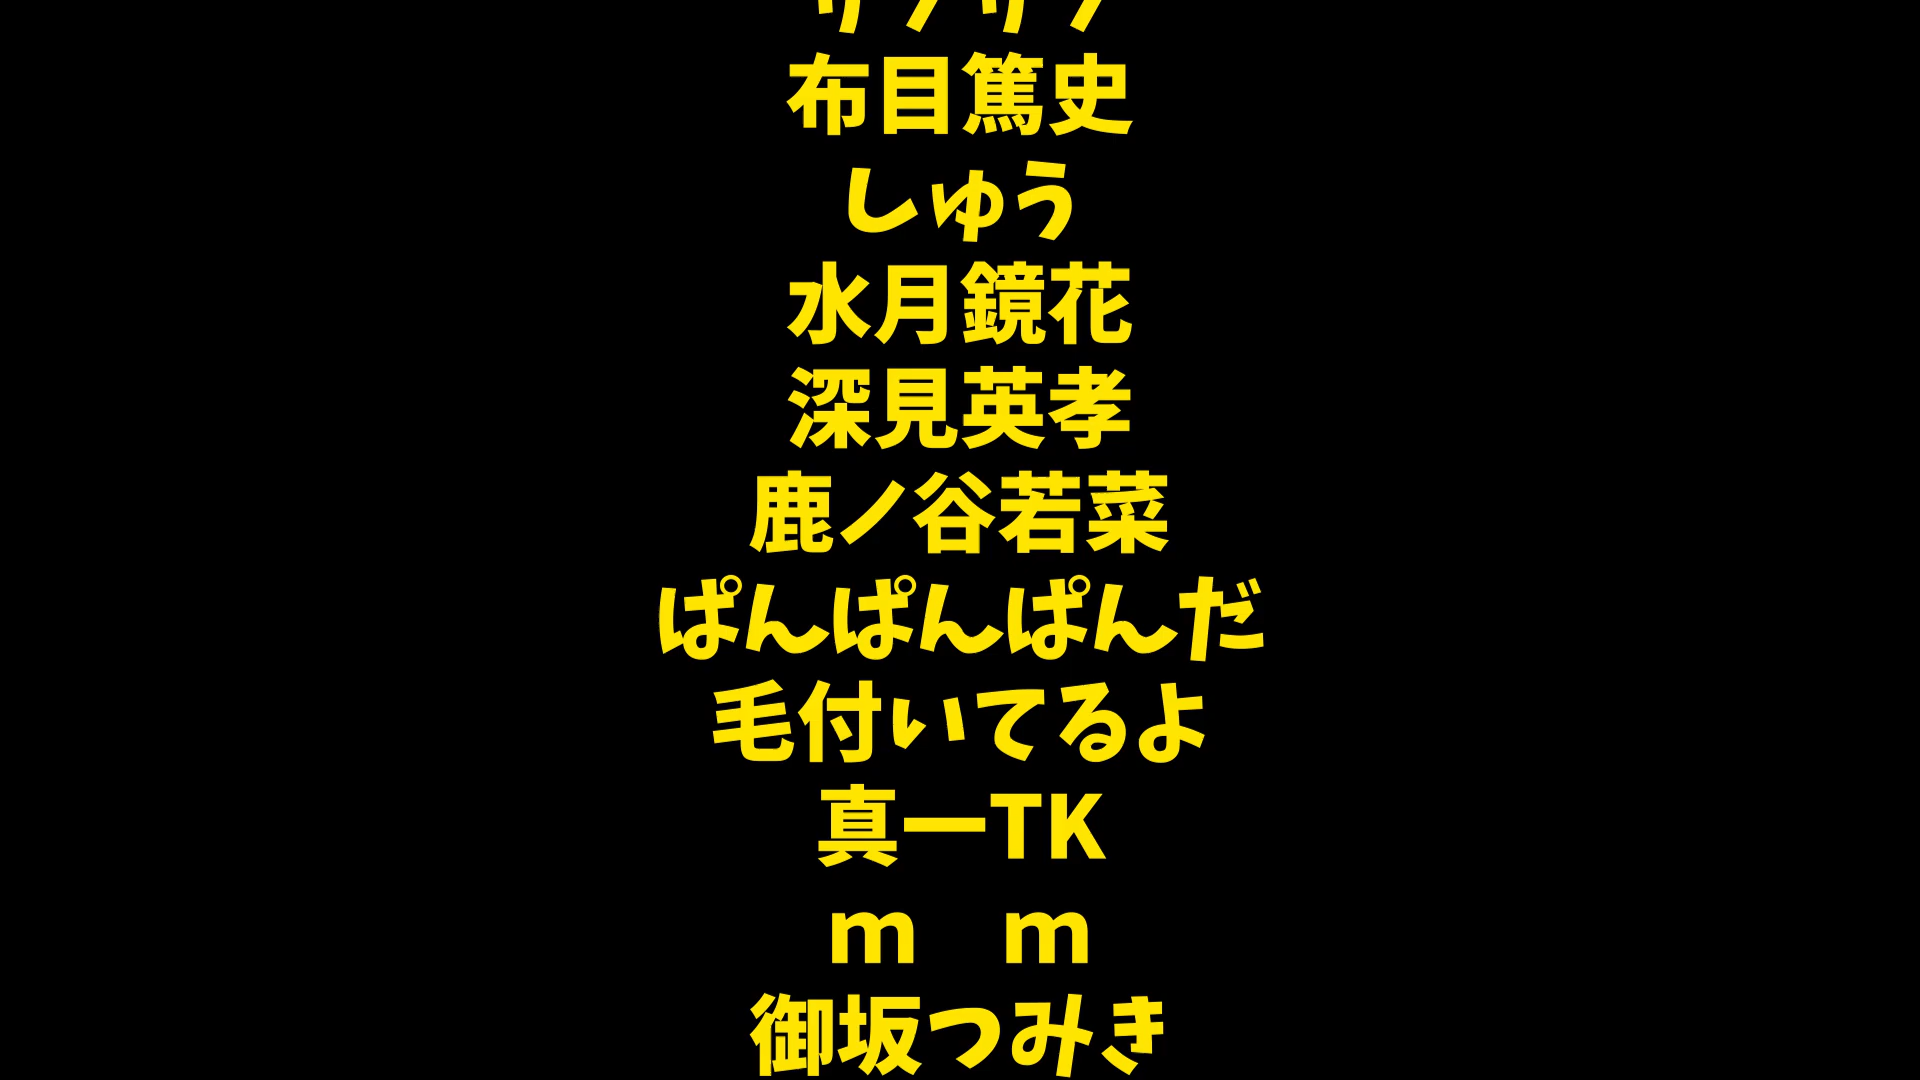 布目篤史
しゅう
水月鏡花
深見英孝
鹿ノ谷若菜
ぱんぱんぱんだ
毛付いてるよ
真一TK
ｍ　ｍ
御坂つみき